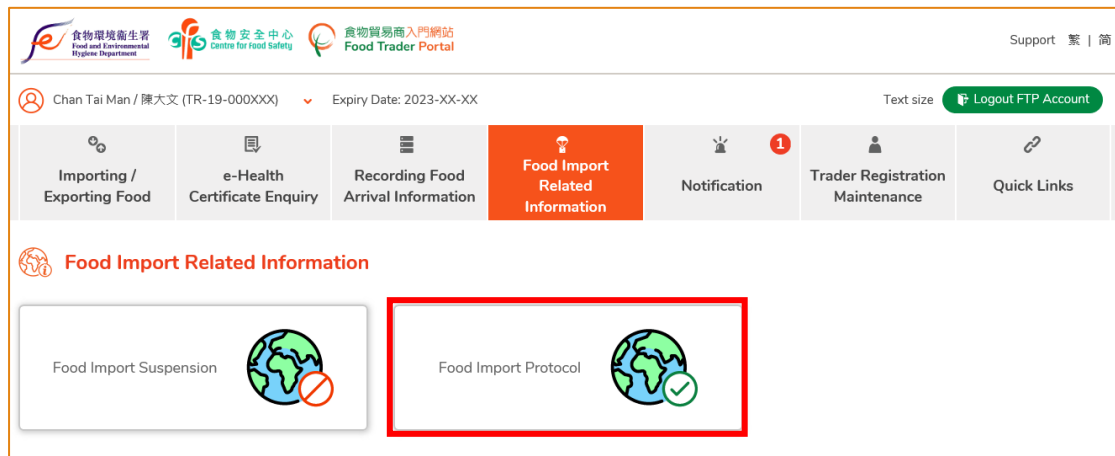 食物環境衞生署
Food and Environmental
Hygiene Department
食物安全中心
Centre for Food Safety
食物貿易商入門網站
Food Trader Portal
Support 繁 | 简
Chan Tai Man / 陳大文 (TR-19-000XXX)
Expiry Date: 2023-XX-XX
Text size
Logout FTP Account
Importing /
Exporting Food
e-Health
Certificate Enquiry
Recording Food
Arrival Information
Food Import
Related
Information
Notification
1
Trader Registration
Maintenance
Quick Links
Food Import Related Information
Food Import Suspension
Food Import Protocol